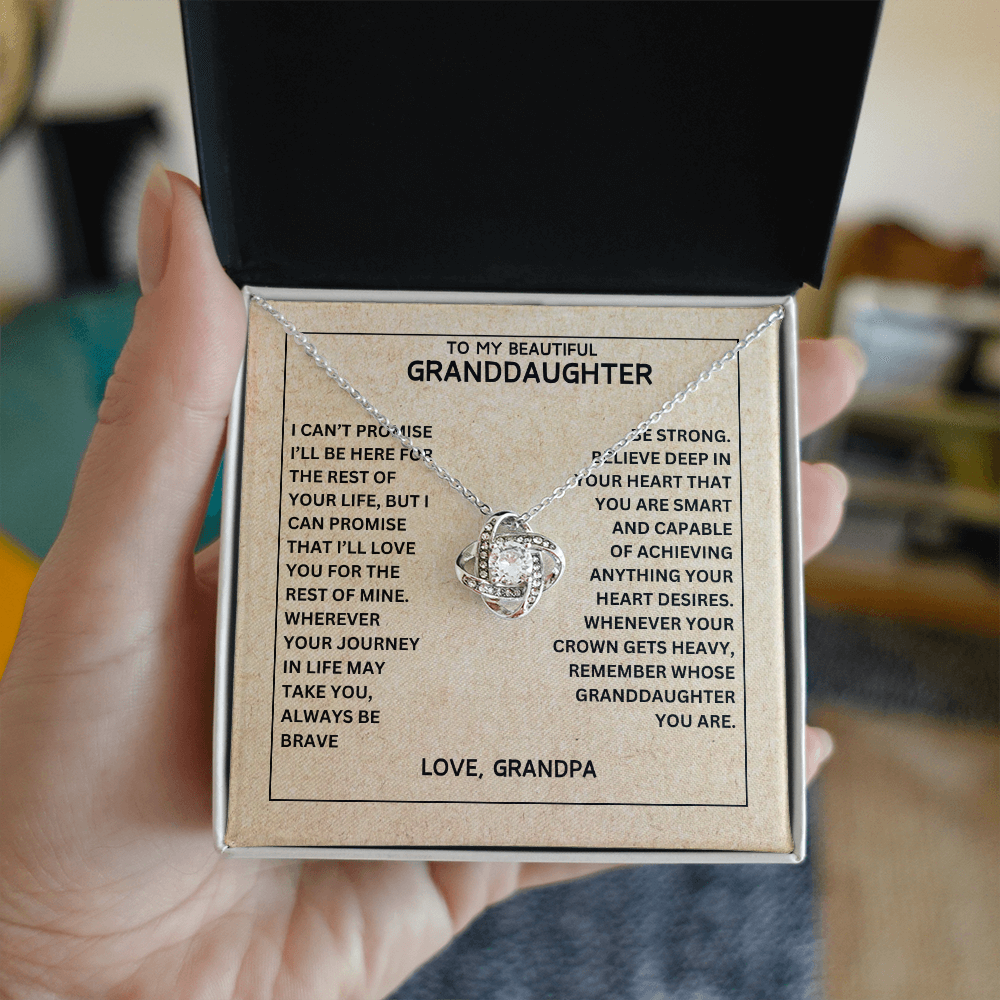 TO MY BEAUTIFUL
GRANDDAUGHTER
I CAN'T PROMISE
I'LL BE HERE FOR
THE REST OF
YOUR LIFE, BUT I
CAN PROMISE
THAT I'LL LOVE
YOU FOR THE
REST OF MINE.
WHEREVER
YOUR JOURNEY
IN LIFE MAY
TAKE YOU,
ALWAYS BE
BRAVE
BE STRONG.
BELIEVE DEEP IN
YOUR HEART THAT
YOU ARE SMART
AND CAPABLE
OF ACHIEVING
ANYTHING YOUR
HEART DESIRES.
WHENEVER YOUR
CROWN GETS HEAVY,
REMEMBER WHOSE
GRANDDAUGHTER
YOU ARE.
LOVE, GRANDPA